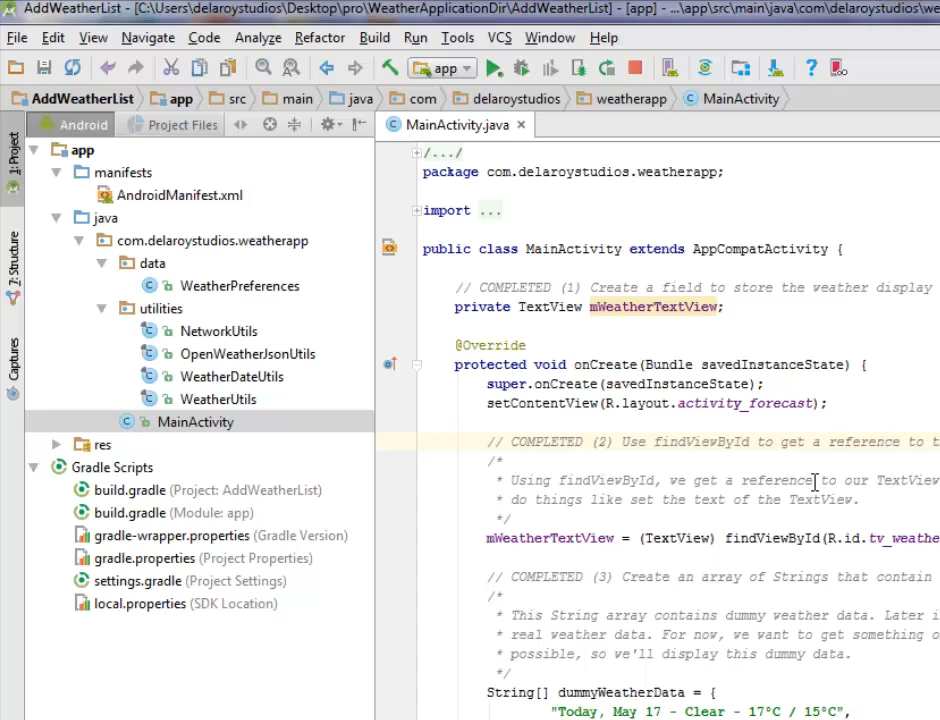 AddWeatherList - [C:\Users\delaroystudios\Desktop\pro\WeatherApplicationDir\AddWeatherList] - [app] - ...\app\src\main\java\com\delaroystudios\we
File Edit View Navigate Code Analyze Refactor Build Run Tools VCS Window Help
app
AddWeatherList app src main java com delaroystudios weatherapp MainActivity
Android Project Files MainActivity.java
1: Project
7: Structure
Captures
app
manifests
AndroidManifest.xml
java
com.delaroystudios.weatherapp
data
WeatherPreferences
utilities
NetworkUtils
OpenWeatherJsonUtils
WeatherDateUtils
WeatherUtils
MainActivity
res
Gradle Scripts
build.gradle (Project: AddWeatherList)
build.gradle (Module: app)
gradle-wrapper.properties (Gradle Version)
gradle.properties (Project Properties)
settings.gradle (Project Settings)
local.properties (SDK Location)
/.../
package com.delaroystudios.weatherapp;
import ...
public class MainActivity extends AppCompatActivity {
// COMPLETED (1) Create a field to store the weather display
private TextView mWeatherTextView;
@Override
protected void onCreate(Bundle savedInstanceState) {
super.onCreate(savedInstanceState);
setContentView(R.layout.activity_forecast);
// COMPLETED (2) Use findViewById to get a reference to t
/*
* Using findViewById, we get a reference to our TextView
* do things like set the text of the TextView.
*/
mWeatherTextView = (TextView) findViewById(R.id.tv_weathe
// COMPLETED (3) Create an array of Strings that contain
/*
* This String array contains dummy weather data. Later i
* real weather data. For now, we want to get something o
* possible, so we'll display this dummy data.
*/
String[] dummyWeatherData = {
"Today, May 17 - Clear - 17°C / 15°C",